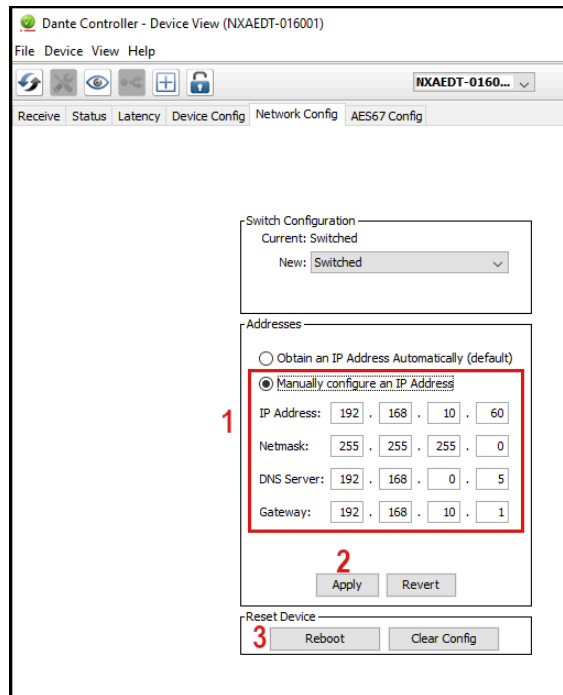 Dante Controller - Device View (NXAEDT-016001)
File Device View Help
NXAEDT-0160...
Receive Status Latency Device Config Network Config AES67 Config
Switch Configuration
Current: Switched
New: Switched
Addresses
Obtain an IP Address Automatically (default)
Manually configure an IP Address
1
IP Address: 192 . 168 . 10 . 60
Netmask: 255 . 255 . 255 . 0
DNS Server: 192 . 168 . 0 . 5
Gateway: 192 . 168 . 10 . 1
2
Apply Revert
Reset Device
3 Reboot Clear Config